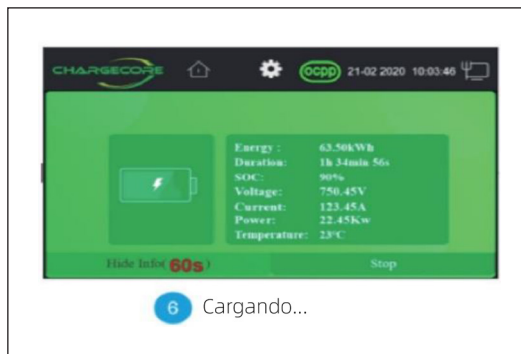 CHARGECORE
ocpp 21-02 2020 10:03:46
Energy : 63.50kWh
Duration: 1h 34min 56s
SOC: 90%
Voltage: 750.45V
Current: 123.45A
Power: 22.45Kw
Temperature: 23°C
Hide Info(60s) Stop
6 Cargando...